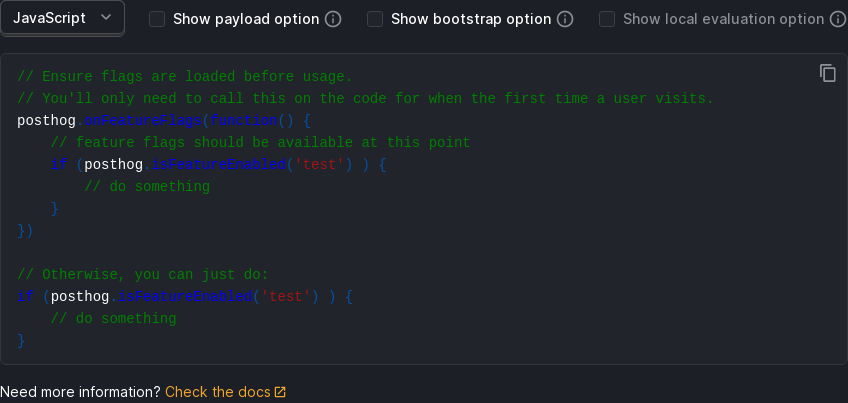 JavaScript
Show payload option
Show bootstrap option
Show local evaluation option
// Ensure flags are loaded before usage.
// You'll only need to call this on the code for when the first time a user visits.
posthog.onFeatureFlags(function() {
    // feature flags should be available at this point
    if (posthog.isFeatureEnabled('test') ) {
        // do something
    }
})

// Otherwise, you can just do:
if (posthog.isFeatureEnabled('test') ) {
    // do something
}
Need more information? Check the docs